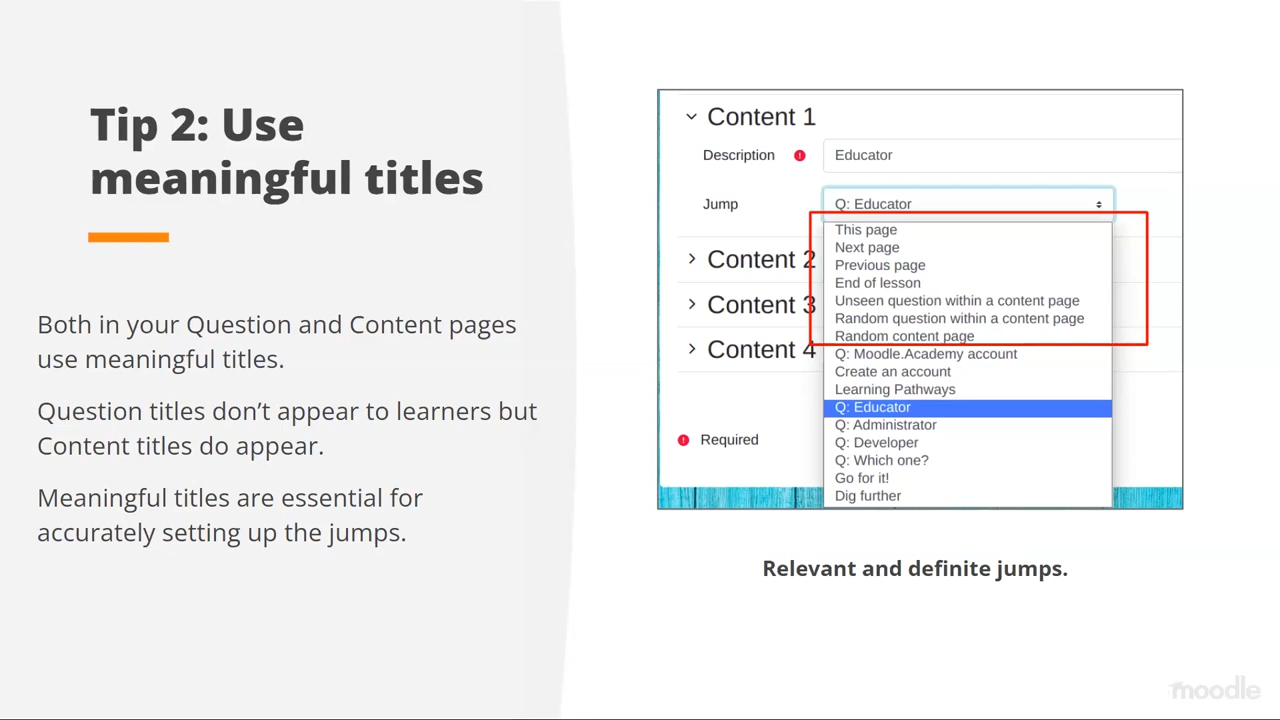 Tip 2: Use
meaningful titles
Both in your Question and Content pages
use meaningful titles.
Question titles don’t appear to learners but
Content titles do appear.
Meaningful titles are essential for
accurately setting up the jumps.
Content 1
Description
Educator
Jump
Q: Educator
This page
Next page
Previous page
End of lesson
Unseen question within a content page
Random question within a content page
Random content page
Q: Moodle.Academy account
Create an account
Learning Pathways
Q: Educator
Q: Administrator
Q: Developer
Q: Which one?
Go for it!
Dig further
Content 2
Content 3
Content 4
Required
Relevant and definite jumps.
moodle